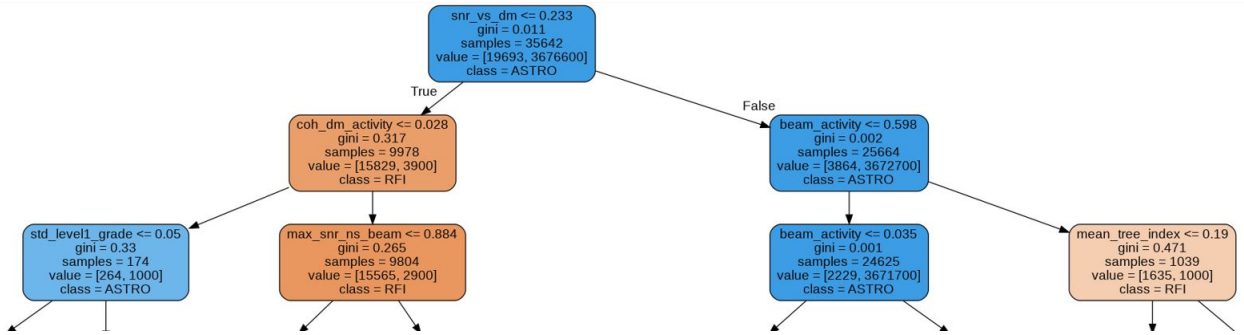 snr_vs_dm <= 0.233
gini = 0.011
samples = 35642
value = [19693, 3676600]
class = ASTRO
True
False
coh_dm_activity <= 0.028
gini = 0.317
samples = 9978
value = [15829, 3900]
class = RFI
beam_activity <= 0.598
gini = 0.002
samples = 25664
value = [3864, 3672700]
class = ASTRO
std_level1_grade <= 0.05
gini = 0.33
samples = 174
value = [264, 1000]
class = ASTRO
max_snr_ns_beam <= 0.884
gini = 0.265
samples = 9804
value = [15565, 2900]
class = RFI
beam_activity <= 0.035
gini = 0.001
samples = 24625
value = [2229, 3671700]
class = ASTRO
mean_tree_index <= 0.19
gini = 0.471
samples = 1039
value = [1635, 1000]
class = RFI